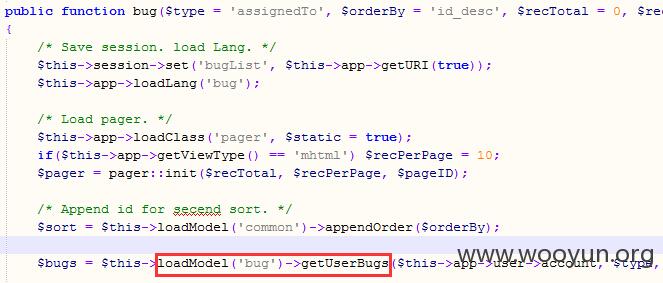 public function bug($type = 'assignedTo', $orderBy = 'id_desc', $recTotal = 0, $rec
{
/* Save session. load Lang. */
$this->session->set('bugList', $this->app->getURI(true));
$this->app->loadLang('bug');
/* Load pager. */
$this->app->loadClass('pager', $static = true);
if($this->app->getViewType() == 'mhtml') $recPerPage = 10;
$pager = pager::init($recTotal, $recPerPage, $pageID);
/* Append id for secend sort. */
$sort = $this->loadModel('common')->appendOrder($orderBy);
www.wooyun.org
$bugs = $this->loadModel('bug')->getUserBugs($this->app->user->account, $type,